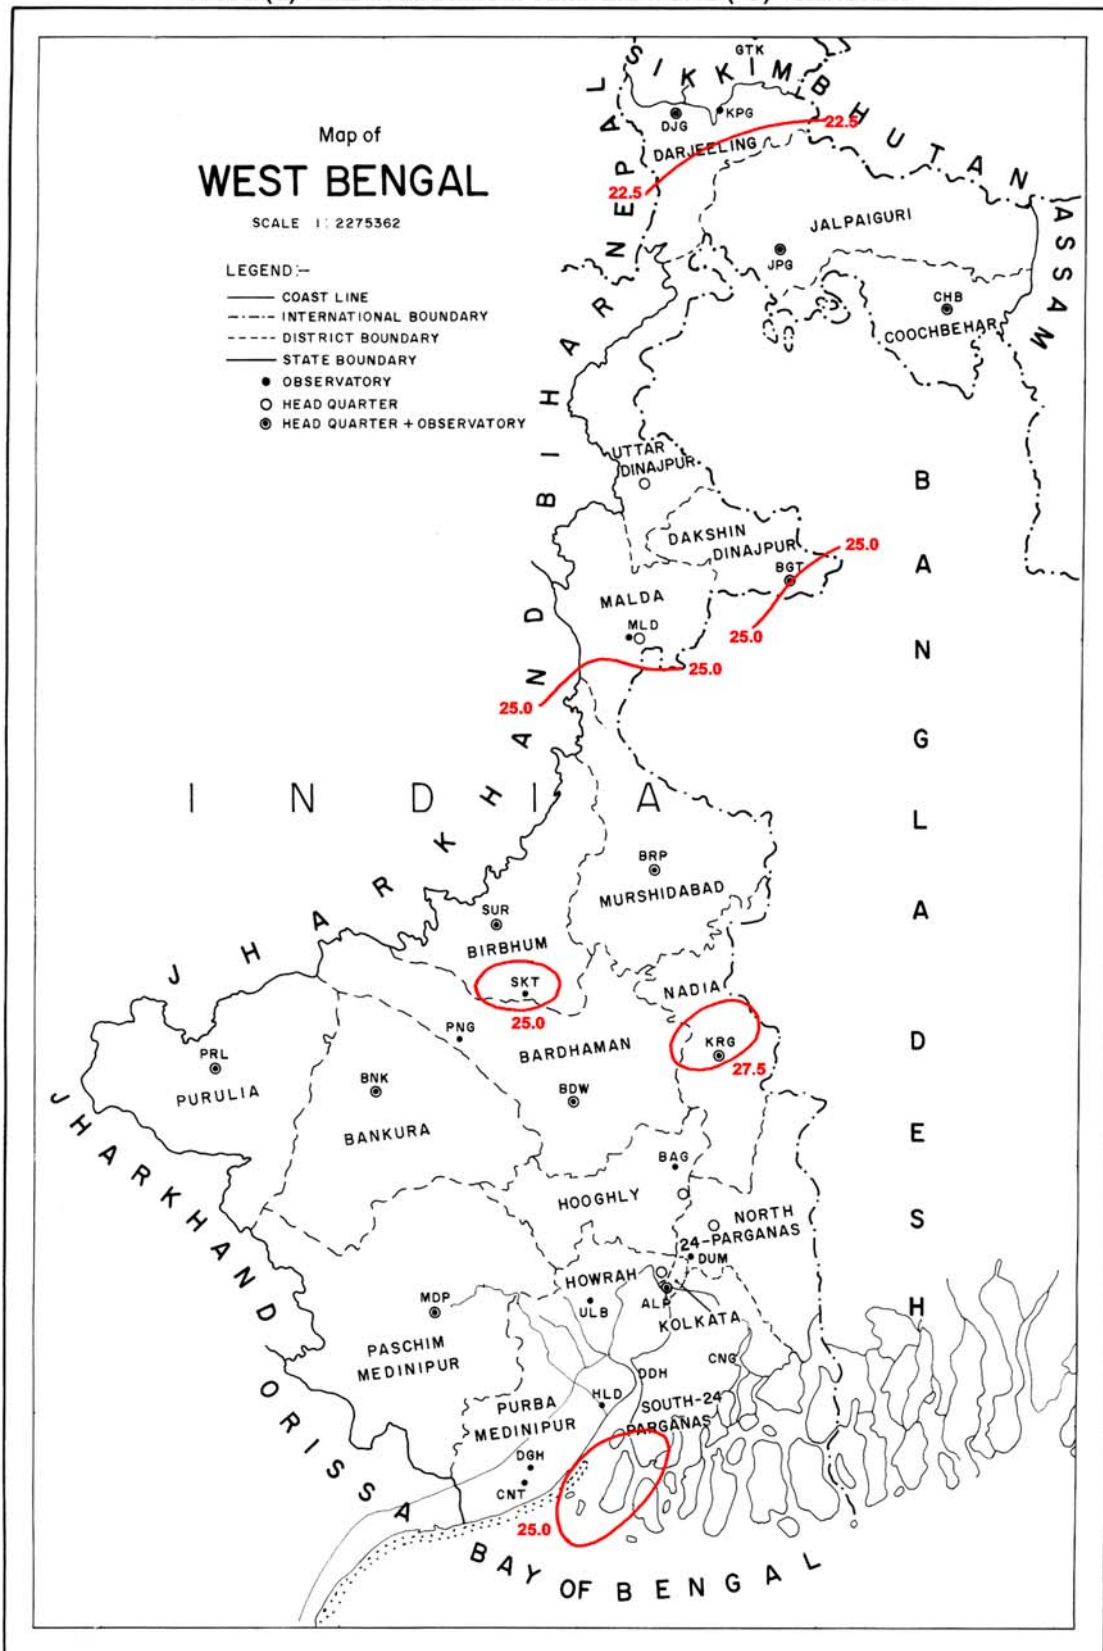 Map of
WEST BENGAL
SCALE 1: 2275362
LEGEND:-
COAST LINE
INTERNATIONAL BOUNDARY
DISTRICT BOUNDARY
STATE BOUNDARY
OBSERVATORY
HEAD QUARTER
HEAD QUARTER + OBSERVATORY
GTK
SIKKIM
BHUTAN
NEPAL
ASSAM
DJG
KPG
22.5
DARJEELING
22.5
JALPAIGURI
JPG
CHB
COOCHBEHAR
BIHAR
UTTAR
DINAJPUR
DAKSHIN
DINAJPUR
25.0
BGT
25.0
MALDA
MLD
25.0
25.0
BANGLADESH
INDIA
JHARKHAND
BRP
MURSHIDABAD
SUR
BIRBHUM
SKT
25.0
NADIA
KRG
27.5
PNG
BARDHAMAN
BDW
PRL
PURULIA
BNK
BANKURA
JHARKHAND
BAG
HOOGHLY
NORTH
24-PARGANAS
DUM
HOWRAH
ULB
ALP
KOLKATA
MDP
PASCHIM
MEDINIPUR
CNG
DDH
HLD
SOUTH-24
PARGANAS
PURBA
MEDINIPUR
DGH
CNT
25.0
ORISSA
BAY OF BENGAL